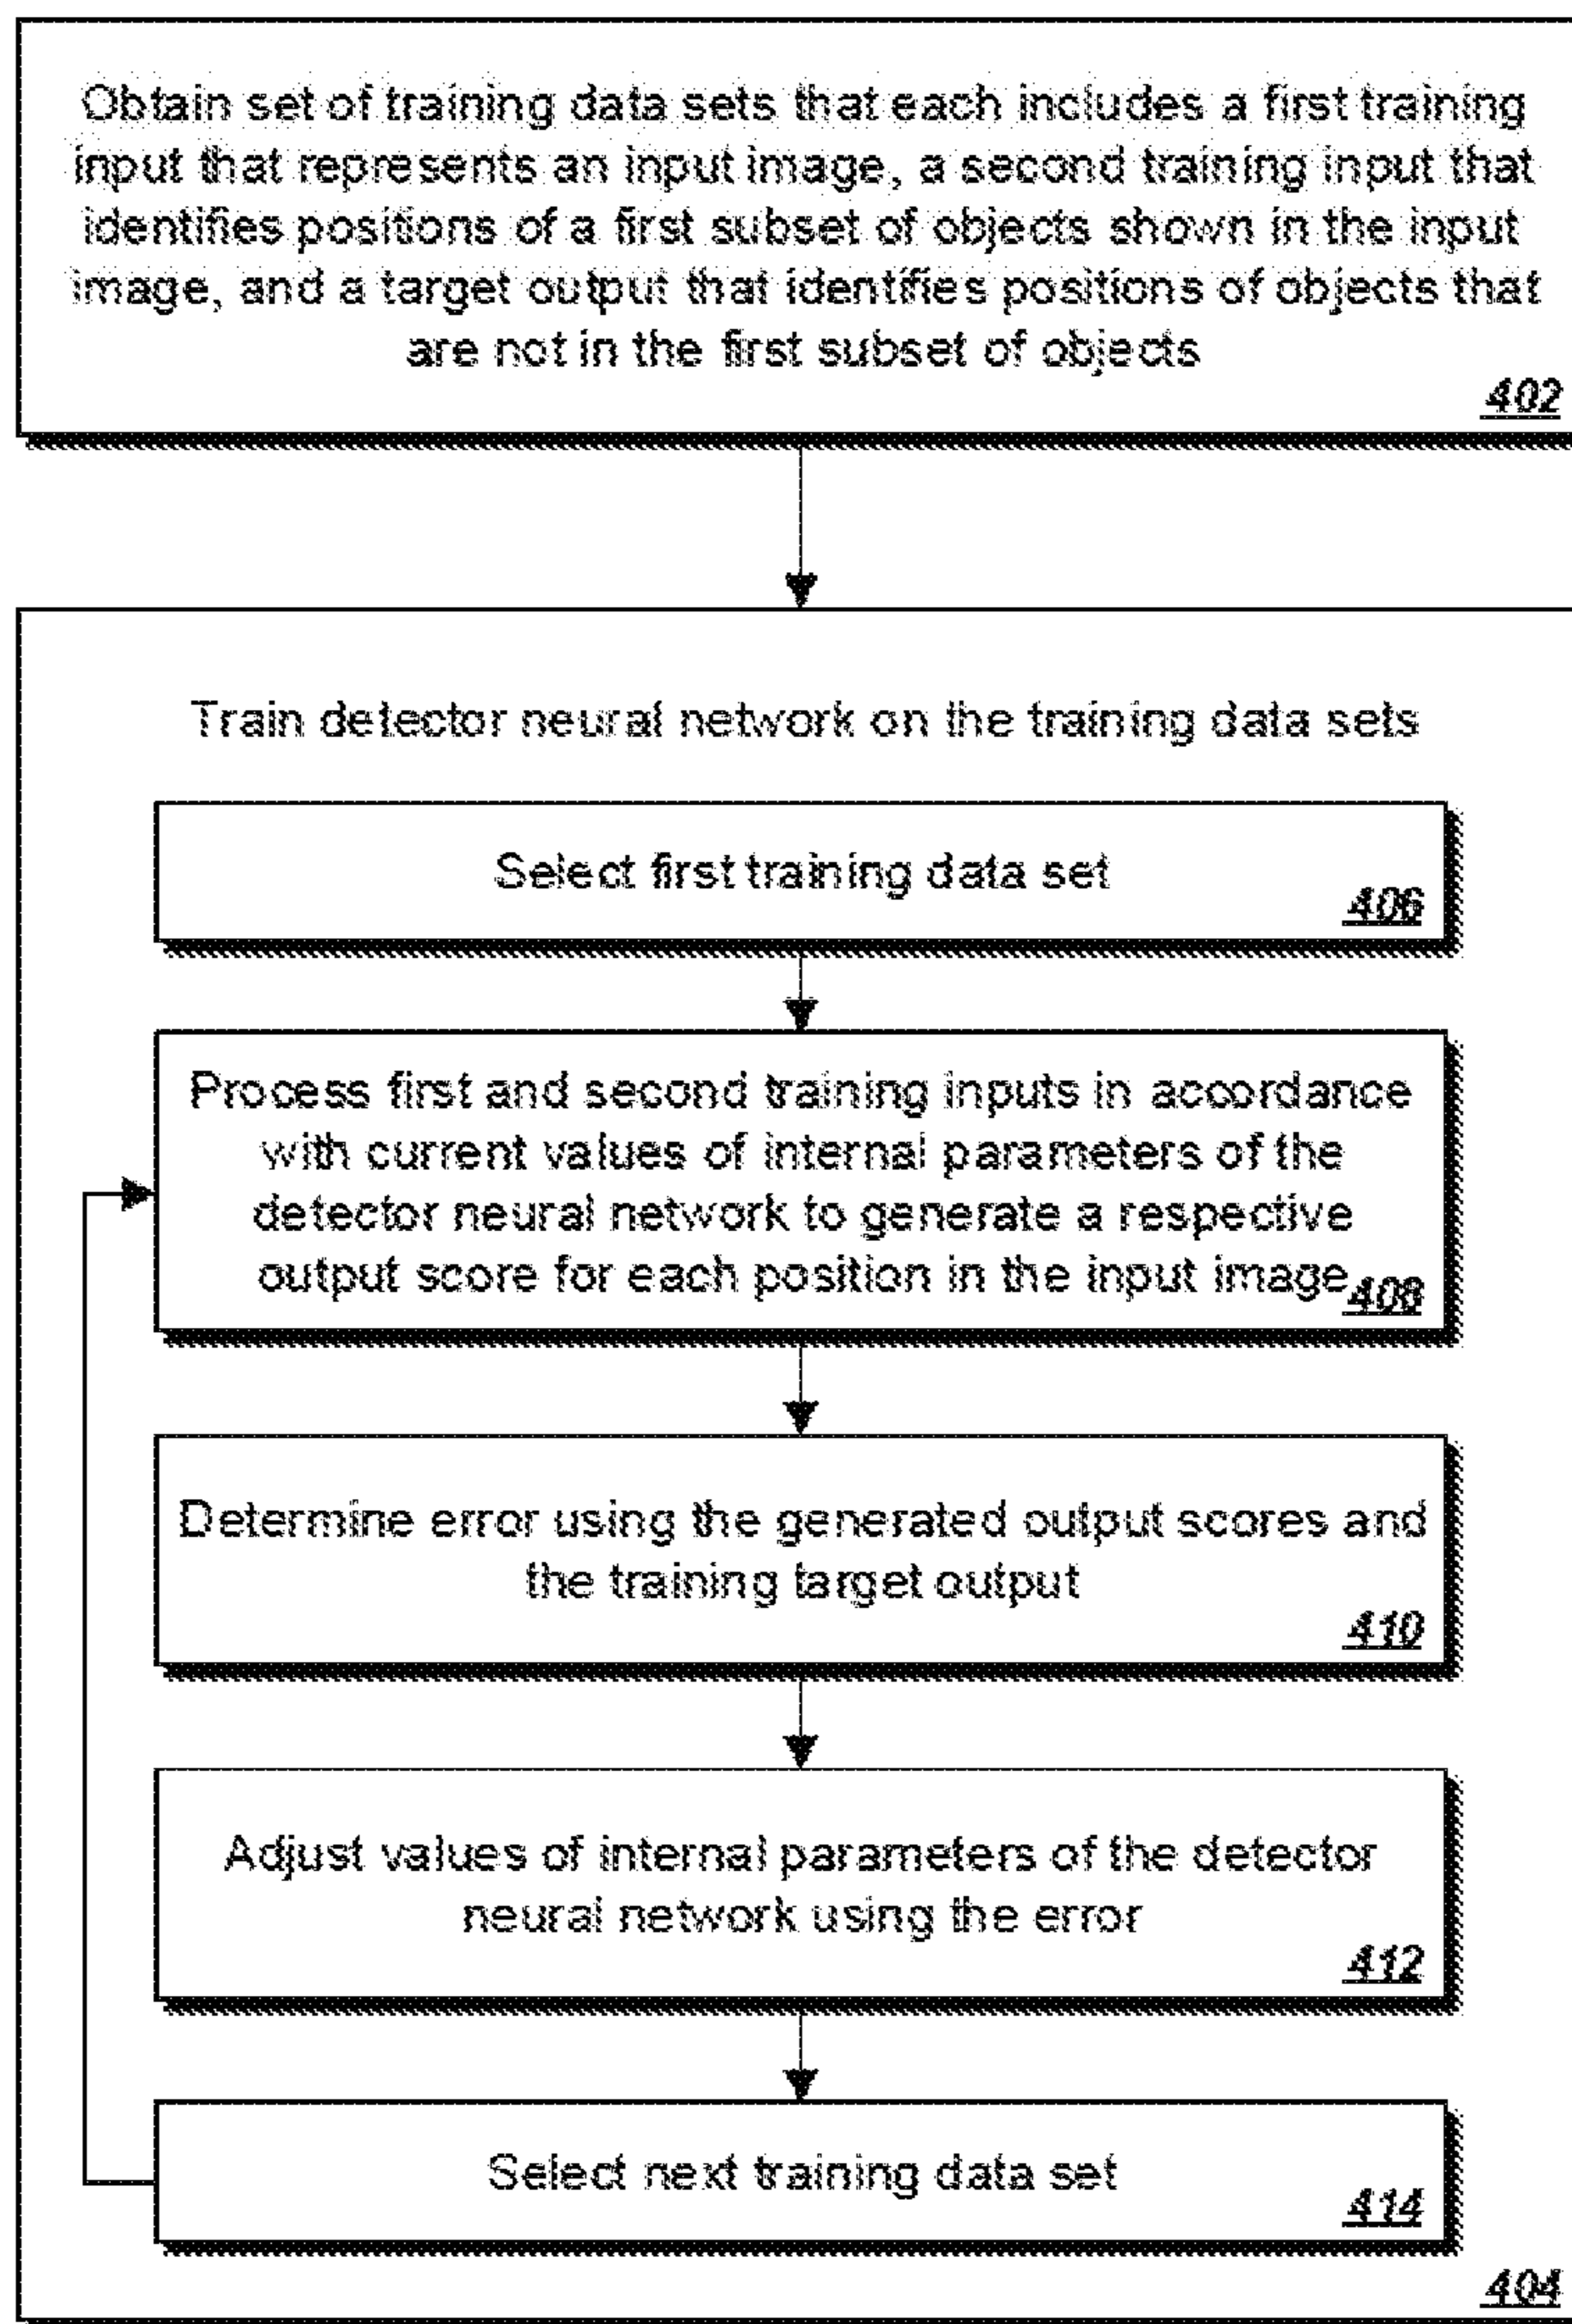 Obtain set of training data sets that each includes a first training
input that represents an input image, a second training input that
identifies positions of a first subset of objects shown in the input
image, and a target output that identifies positions of objects that
are not in the first subset of objects
402
Train detector neural network on the training data sets
Select first training data set
406
Process first and second training inputs in accordance
with current values of internal parameters of the
detector neural network to generate a respective
output score for each position in the input image
408
Determine error using the generated output scores and
the training target output
410
Adjust values of internal parameters of the detector
neural network using the error
412
Select next training data set
414
404